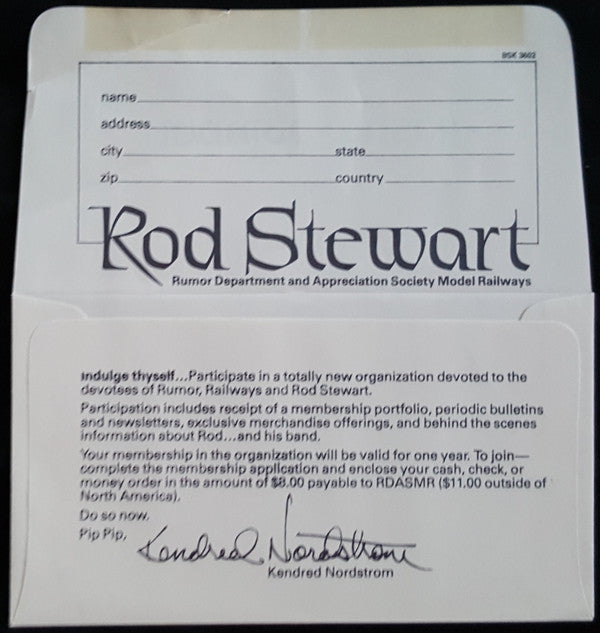 BSK 3602
name
address
city state
zip country
Rod Stewart
Rumor Department and Appreciation Society Model Railways
Indulge thyself...Participate in a totally new organization devoted to the
devotees of Rumor, Railways and Rod Stewart.
Participation includes receipt of a membership portfolio, periodic bulletins
and newsletters, exclusive merchandise offerings, and behind the scenes
information about Rod...and his band.
Your membership in the organization will be valid for one year. To join—
complete the membership application and enclose your cash, check, or
money order in the amount of $8.00 payable to RDASMR ($11.00 outside of
North America).
Do so now.
Pip Pip,
Kendred Nordstrom
Kendred Nordstrom